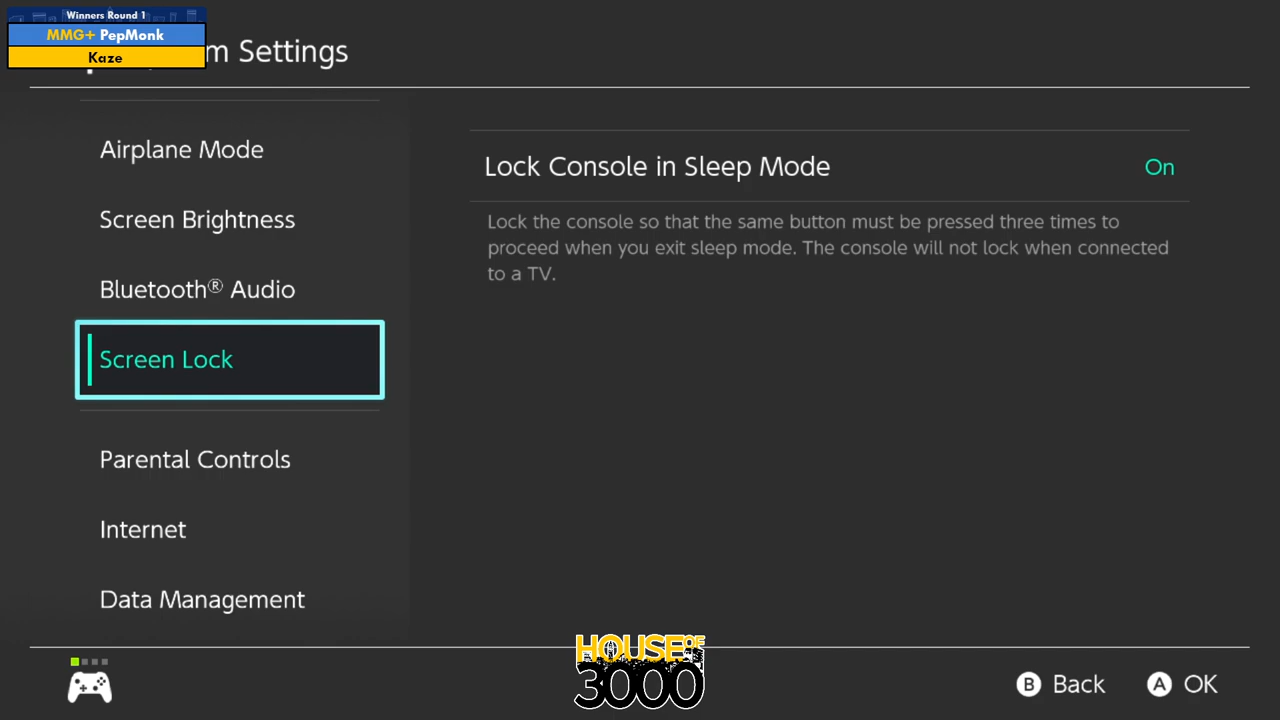 Winners Round 1
MMG+ PepMonk
Kaze
m Settings
Airplane Mode
Screen Brightness
Bluetooth® Audio
Screen Lock
Parental Controls
Internet
Data Management
Lock Console in Sleep Mode On
Lock the console so that the same button must be pressed three times to
proceed when you exit sleep mode. The console will not lock when connected
to a TV.
HOUSE OF
3000
B Back A OK